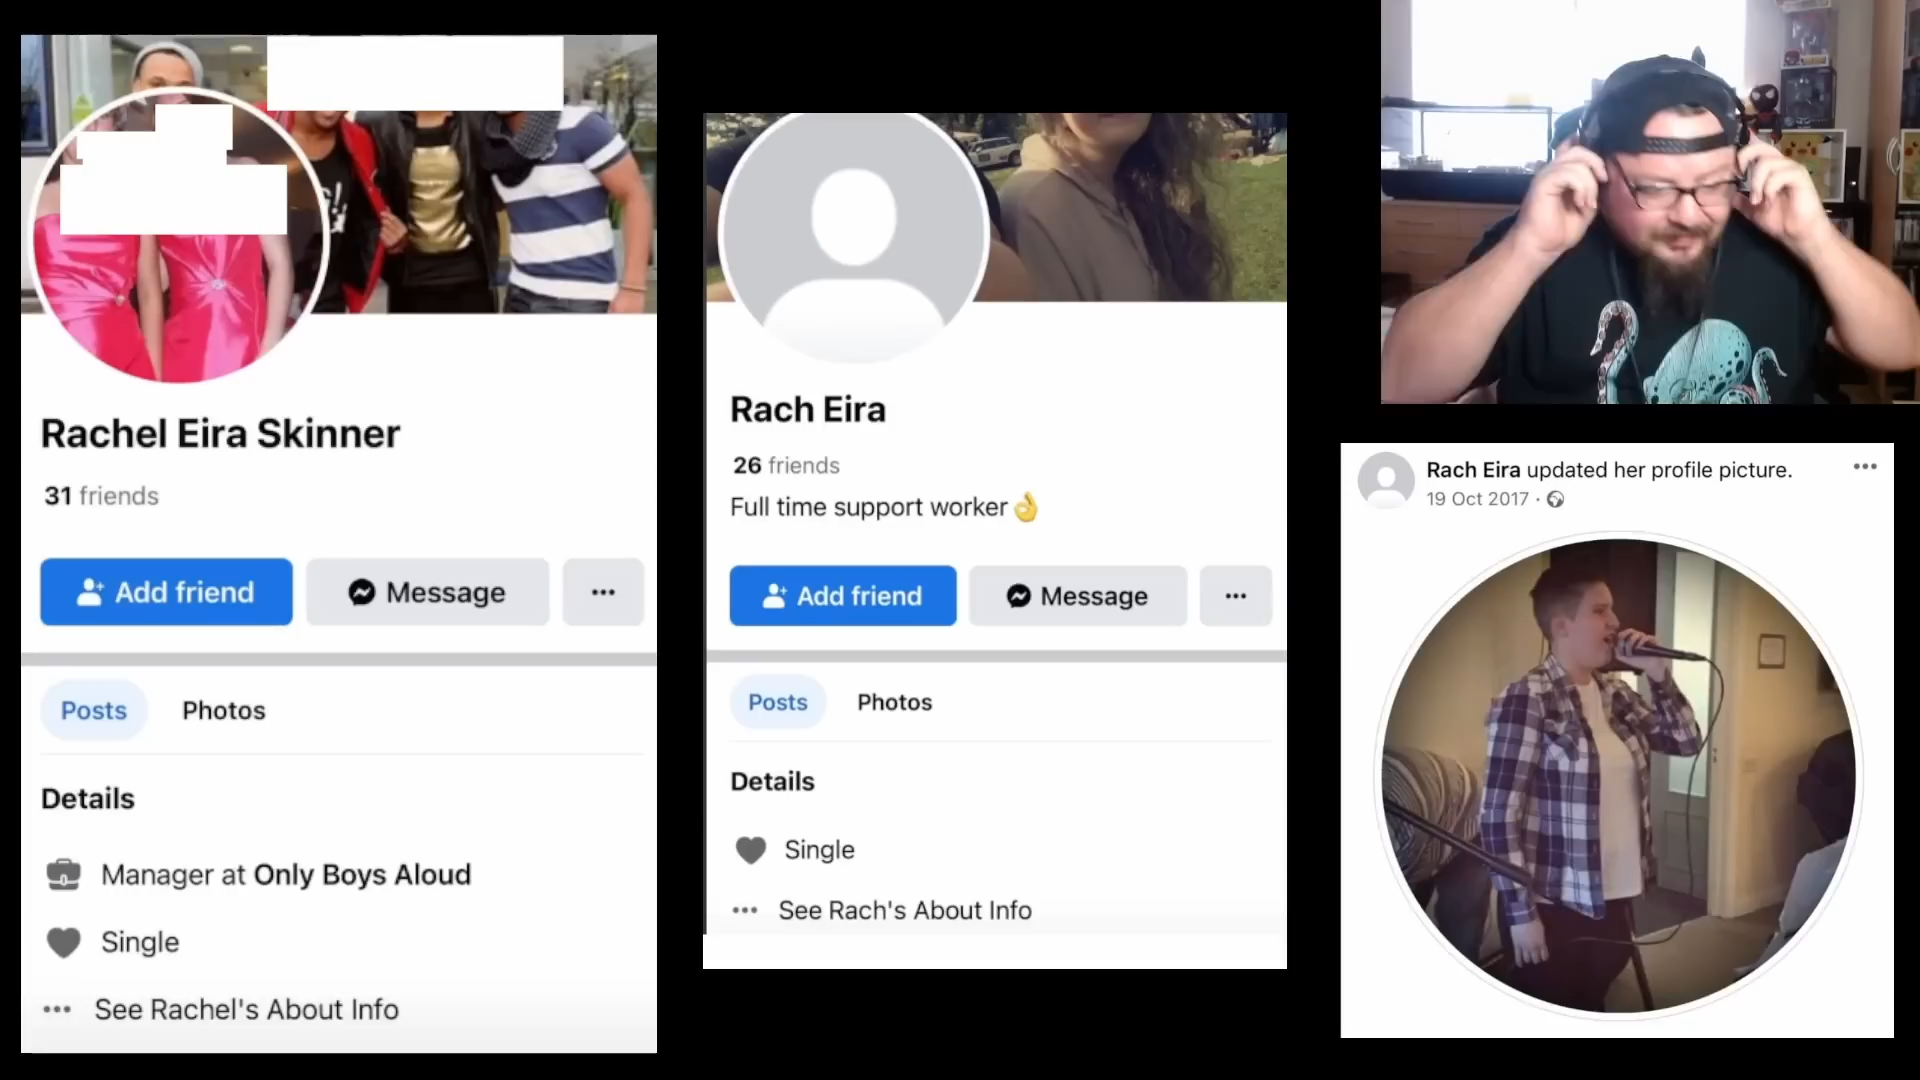 Rachel Eira Skinner
31 friends
Add friend
Message
Posts
Photos
Details
Manager at Only Boys Aloud
Single
See Rachel's About Info
Rach Eira
26 friends
Full time support worker👌
Add friend
Message
Posts
Photos
Details
Single
See Rach's About Info
Rach Eira updated her profile picture.
19 Oct 2017